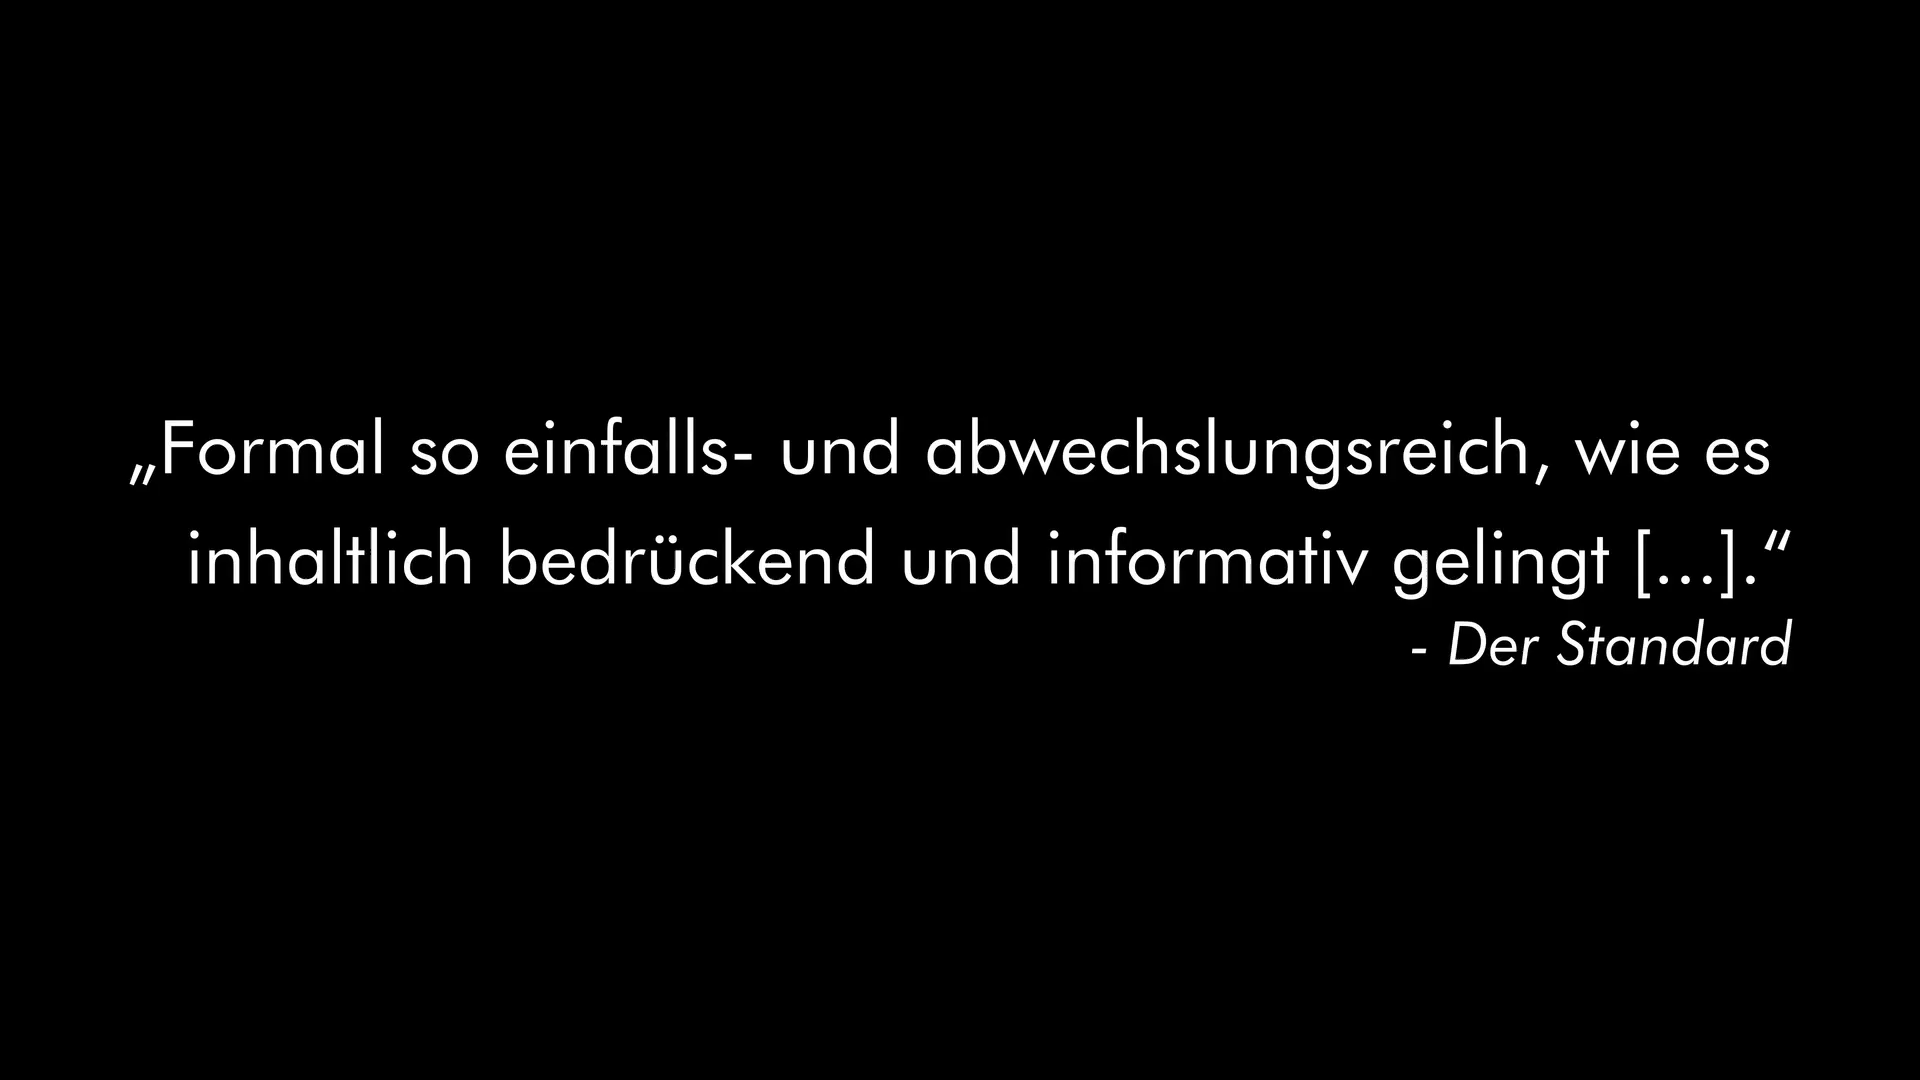 „Formal so einfalls- und abwechslungsreich, wie es
inhaltlich bedrückend und informativ gelingt [...].“
- Der Standard